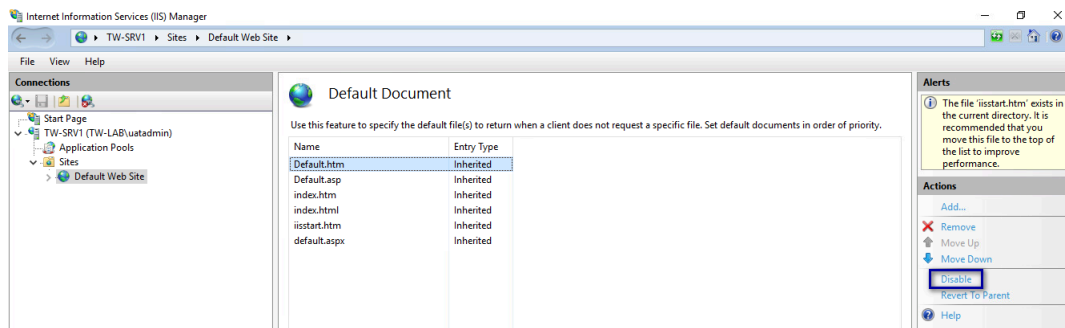 Internet Information Services (IIS) Manager
TW-SRV1 Sites Default Web Site
File View Help
Connections
Start Page
TW-SRV1 (TW-LAB\uatadmin)
Application Pools
Sites
Default Web Site
Default Document
Use this feature to specify the default file(s) to return when a client does not request a specific file. Set default documents in order of priority.
Name Entry Type
Default.htm Inherited
Default.asp Inherited
index.htm Inherited
index.html Inherited
iisstart.htm Inherited
default.aspx Inherited
Alerts
The file 'iisstart.htm' exists in
the current directory. It is
recommended that you
move this file to the top of
the list to improve
performance.
Actions
Add...
Remove
Move Up
Move Down
Disable
Revert To Parent
Help